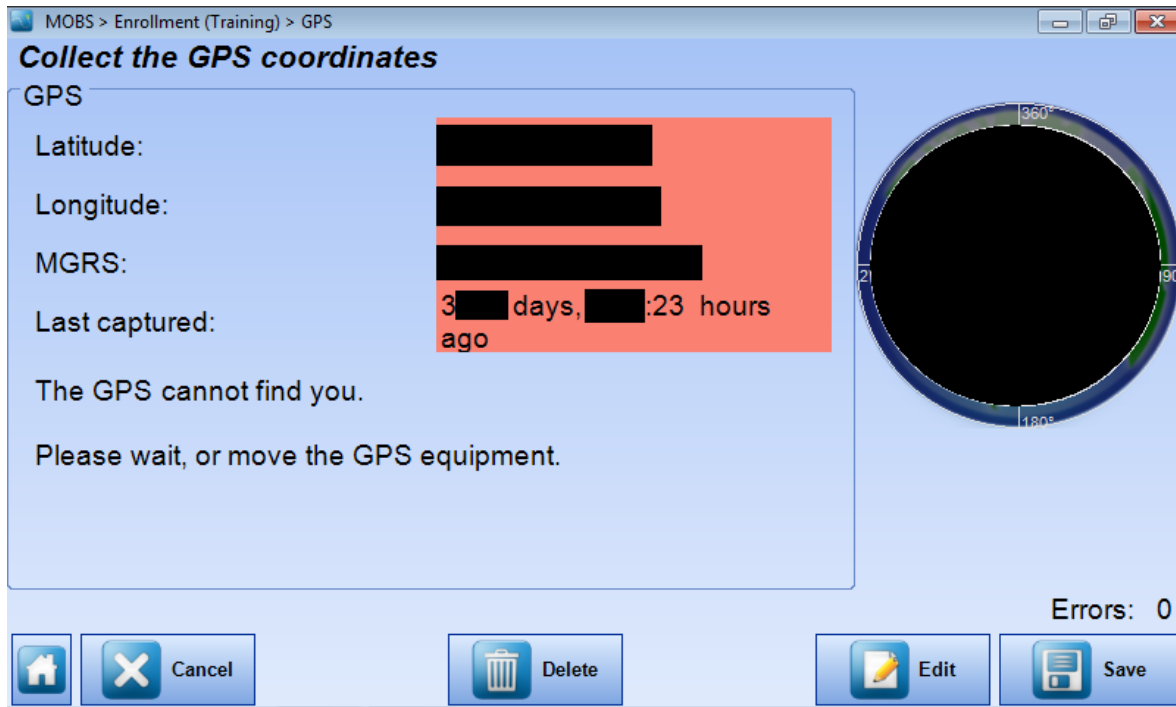 MOBS > Enrollment (Training) > GPS
Collect the GPS coordinates
GPS
Latitude:
Longitude:
MGRS:
Last captured:
3 days, :23 hours
ago
The GPS cannot find you.
Please wait, or move the GPS equipment.
360°
90
180°
2
Errors: 0
Cancel
Delete
Edit
Save